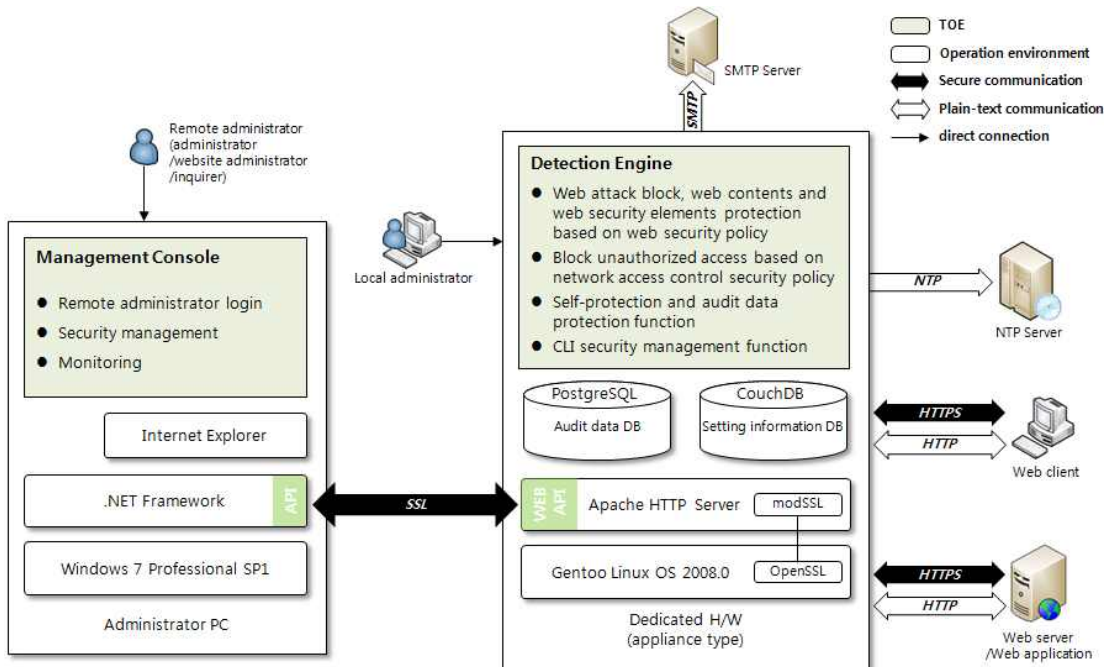 TOE
Operation environment
Secure communication
Plain-text communication
direct connection
SMTP Server
SMTP
Remote administrator
(administrator
/website administrator
/inquirer)
Management Console
● Remote administrator login
● Security management
● Monitoring
Internet Explorer
.NET Framework
API
Windows 7 Professional SP1
Administrator PC
Local administrator
SSL
Detection Engine
● Web attack block, web contents and
web security elements protection
based on web security policy
● Block unauthorized access based on
network access control security policy
● Self-protection and audit data
protection function
● CLI security management function
PostgreSQL
Audit data DB
CouchDB
Setting information DB
WEB
API
Apache HTTP Server
modSSL
Gentoo Linux OS 2008.0
OpenSSL
Dedicated H/W
(appliance type)
NTP
NTP Server
HTTPS
HTTP
Web client
HTTPS
HTTP
Web server
/Web application